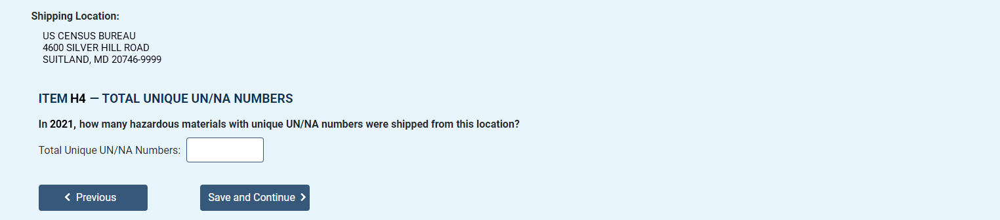 Shipping Location:
US CENSUS BUREAU
4600 SILVER HILL ROAD
SUITLAND, MD 20746-9999
ITEM H4 — TOTAL UNIQUE UN/NA NUMBERS
In 2021, how many hazardous materials with unique UN/NA numbers were shipped from this location?
Total Unique UN/NA Numbers:
Previous
Save and Continue